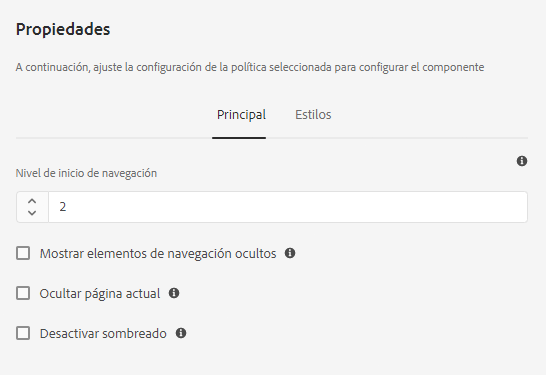 Propiedades
A continuación, ajuste la configuración de la política seleccionada para configurar el componente
Principal Estilos
Nivel de inicio de navegación
2
Mostrar elementos de navegación ocultos
Ocultar página actual
Desactivar sombreado